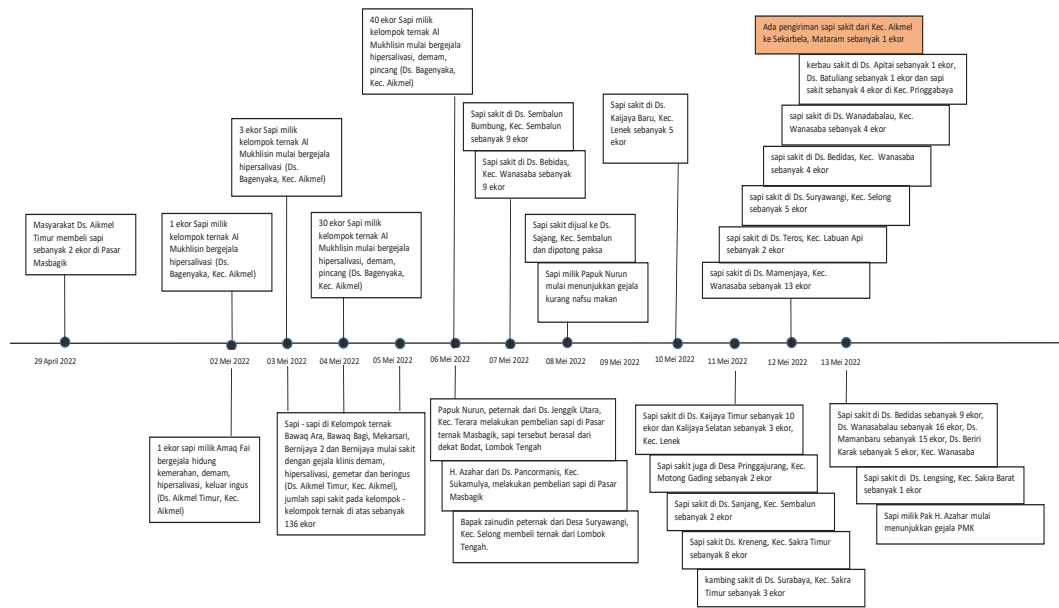 40 ekor Sapi milik
kelompok ternak Al
Mukhlisin mulai bergejala
hipersalivasi, demam,
pincang (Ds. Bagenyaka,
Kec. Aikmel)
Ada pengiriman sapi sakit dari Kec. Aikmel
ke Sekarbela, Mataram sebanyak 1 ekor
kerbau sakit di Ds. Apitai sebanyak 1 ekor,
Ds. Batuliang sebanyak 1 ekor dan sapi
sakit sebanyak 4 ekor di Kec. Pringgabaya
sapi sakit di Ds. Wanadabalau, Kec.
Wanasaba sebanyak 4 ekor
sapi sakit di Ds. Bedidas, Kec. Wanasaba
sebanyak 4 ekor
sapi sakit di Ds. Suryawangi, Kec. Selong
sebanyak 5 ekor
sapi sakit di Ds. Teros, Kec. Labuan Api
sebanyak 2 ekor
sapi sakit di Ds. Mamenjaya, Kec.
Wanasaba sebanyak 13 ekor
3 ekor Sapi milik
kelompok ternak Al
Mukhlisin mulai bergejala
hipersalivasi (Ds.
Bagenyaka, Kec. Aikmel)
Sapi sakit di Ds. Sembalun
Bumbung, Kec. Sembalun
sebanyak 9 ekor
Sapi sakit di Ds. Bebidas,
Kec. Wanasaba sebanyak
9 ekor
Sapi sakit di Ds.
Kaijaya Baru, Kec.
Lenek sebanyak 5
ekor
Masyarakat Ds. Aikmel
Timur membeli sapi
sebanyak 2 ekor di Pasar
Masbagik
1 ekor Sapi milik
kelompok ternak Al
Mukhlisin bergejala
hipersalivasi (Ds.
Bagenyaka, Kec. Aikmel)
30 ekor Sapi milik
kelompok ternak Al
Mukhlisin mulai bergejala
hipersalivasi, demam,
pincang (Ds. Bagenyaka,
Kec. Aikmel)
Sapi sakit dijual ke Ds.
Sajang, Kec. Sembalun
dan dipotong paksa
Sapi milik Papuk Nurun
mulai menunjukkan gejala
kurang nafsu makan
29 April 2022
02 Mei 2022
03 Mei 2022
04 Mei 2022
05 Mei 2022
06 Mei 2022
07 Mei 2022
08 Mei 2022
09 Mei 2022
10 Mei 2022
11 Mei 2022
12 Mei 2022
13 Mei 2022
1 ekor sapi milik Amaq Fai
bergejala hidung
kemerahan, demam,
hipersalivasi, keluar ingus
(Ds. Aikmel Timur, Kec.
Aikmel)
Sapi - sapi di Kelompok ternak
Bawaq Ara, Bawaq Bagi, Mekarsari,
Bernijaya 2 dan Bernijaya mulai sakit
dengan gejala klinis demam,
hipersalivasi, gemetar dan beringus
(Ds. Aikmel Timur, Kec. Aikmel),
jumlah sapi sakit pada kelompok -
kelompok ternak di atas sebanyak
136 ekor
Papuk Nurun, peternak dari Ds. Jenggik Utara,
Kec. Terara melakukan pembelian sapi di Pasar
ternak Masbagik, sapi tersebut berasal dari
dekat Bodat, Lombok Tengah
H. Azahar dari Ds. Pancormanis, Kec.
Sukamulya, melakukan pembelian sapi di Pasar
Masbagik
Bapak zainudin peternak dari Desa Suryawangi,
Kec. Selong membeli ternak dari Lombok
Tengah.
Sapi sakit di Ds. Kaijaya Timur sebanyak 10
ekor dan Kalijaya Selatan sebanyak 3 ekor,
Kec. Lenek
Sapi sakit juga di Desa Pringgajurang, Kec.
Motong Gading sebanyak 2 ekor
Sapi sakit di Ds. Sanjang, Kec. Sembalun
sebanyak 2 ekor
Sapi sakit Ds. Kreneng, Kec. Sakra Timur
sebanyak 8 ekor
kambing sakit di Ds. Surabaya, Kec. Sakra
Timur sebanyak 3 ekor
Sapi sakit di Ds. Bedidas sebanyak 9 ekor,
Ds. Wanasabalau sebanyak 16 ekor, Ds.
Mamanbaru sebanyak 15 ekor, Ds. Beriri
Karak sebanyak 5 ekor, Kec. Wanasaba
Sapi sakit di Ds. Lengsing, Kec. Sakra Barat
sebanyak 1 ekor
Sapi milik Pak H. Azahar mulai
menunjukkan gejala PMK